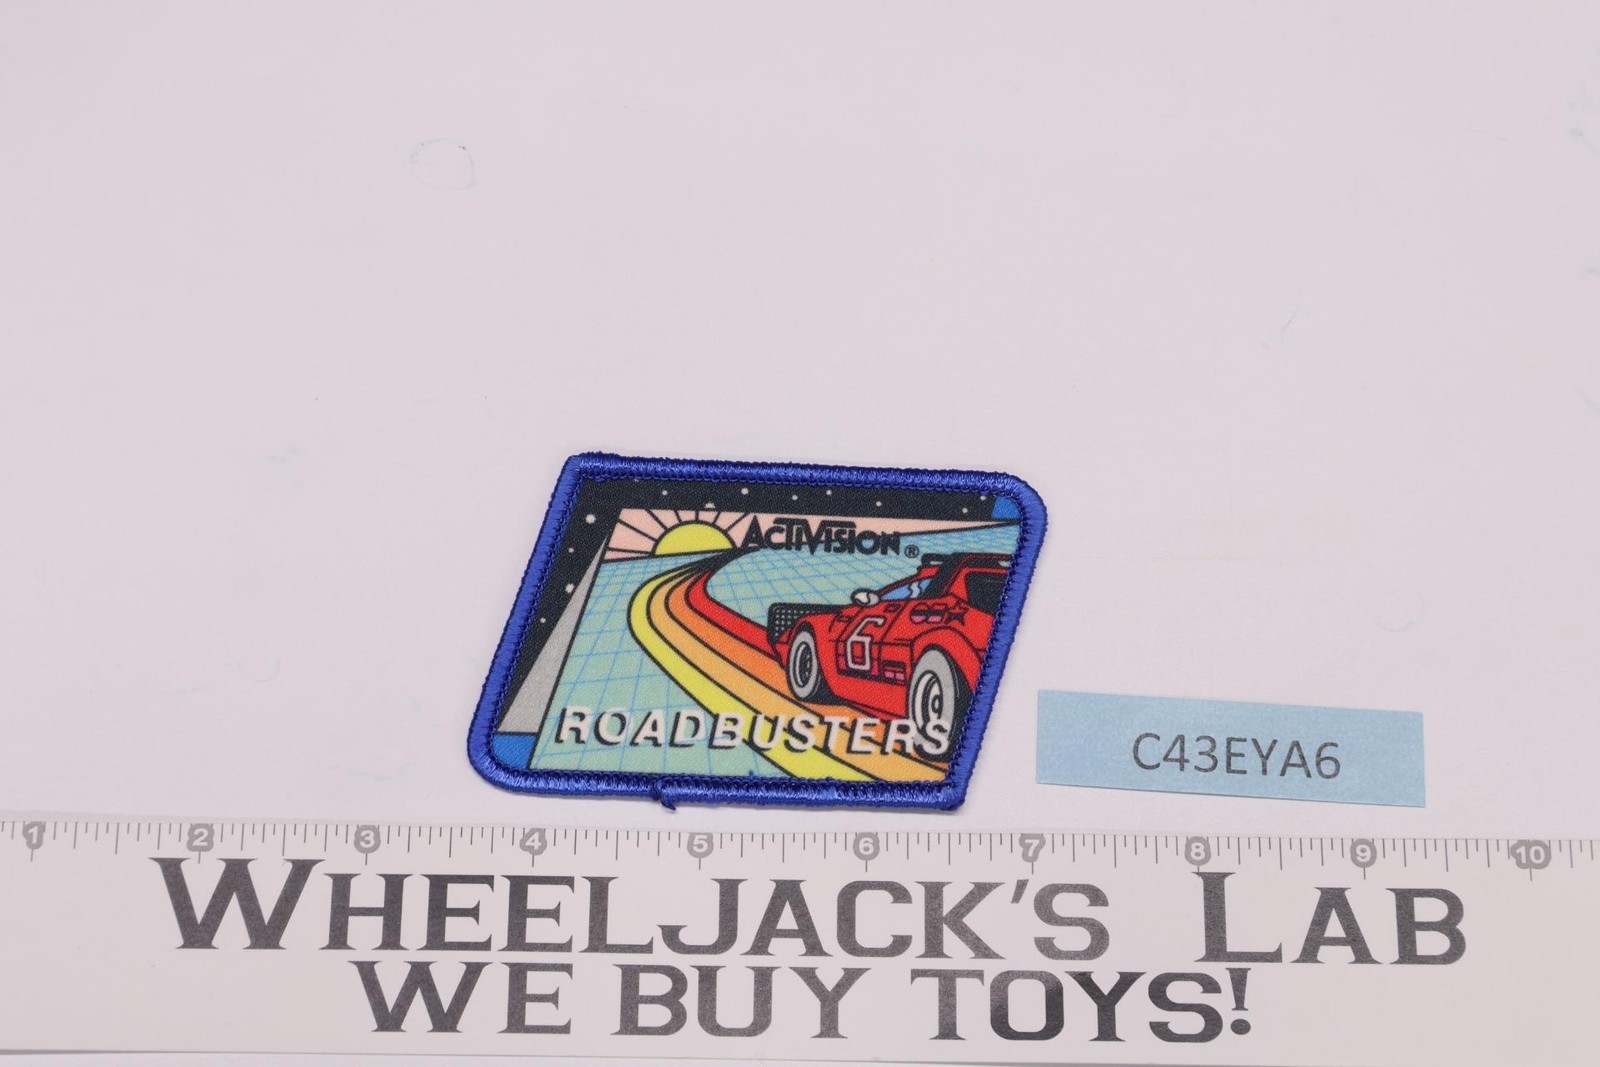 ACTIVISION®
6
ROADBUSTERS
C43EYA6
1 2 3 4 5 6 7 8 9 10
WHEELJACK'S LAB
WE BUY TOYS!